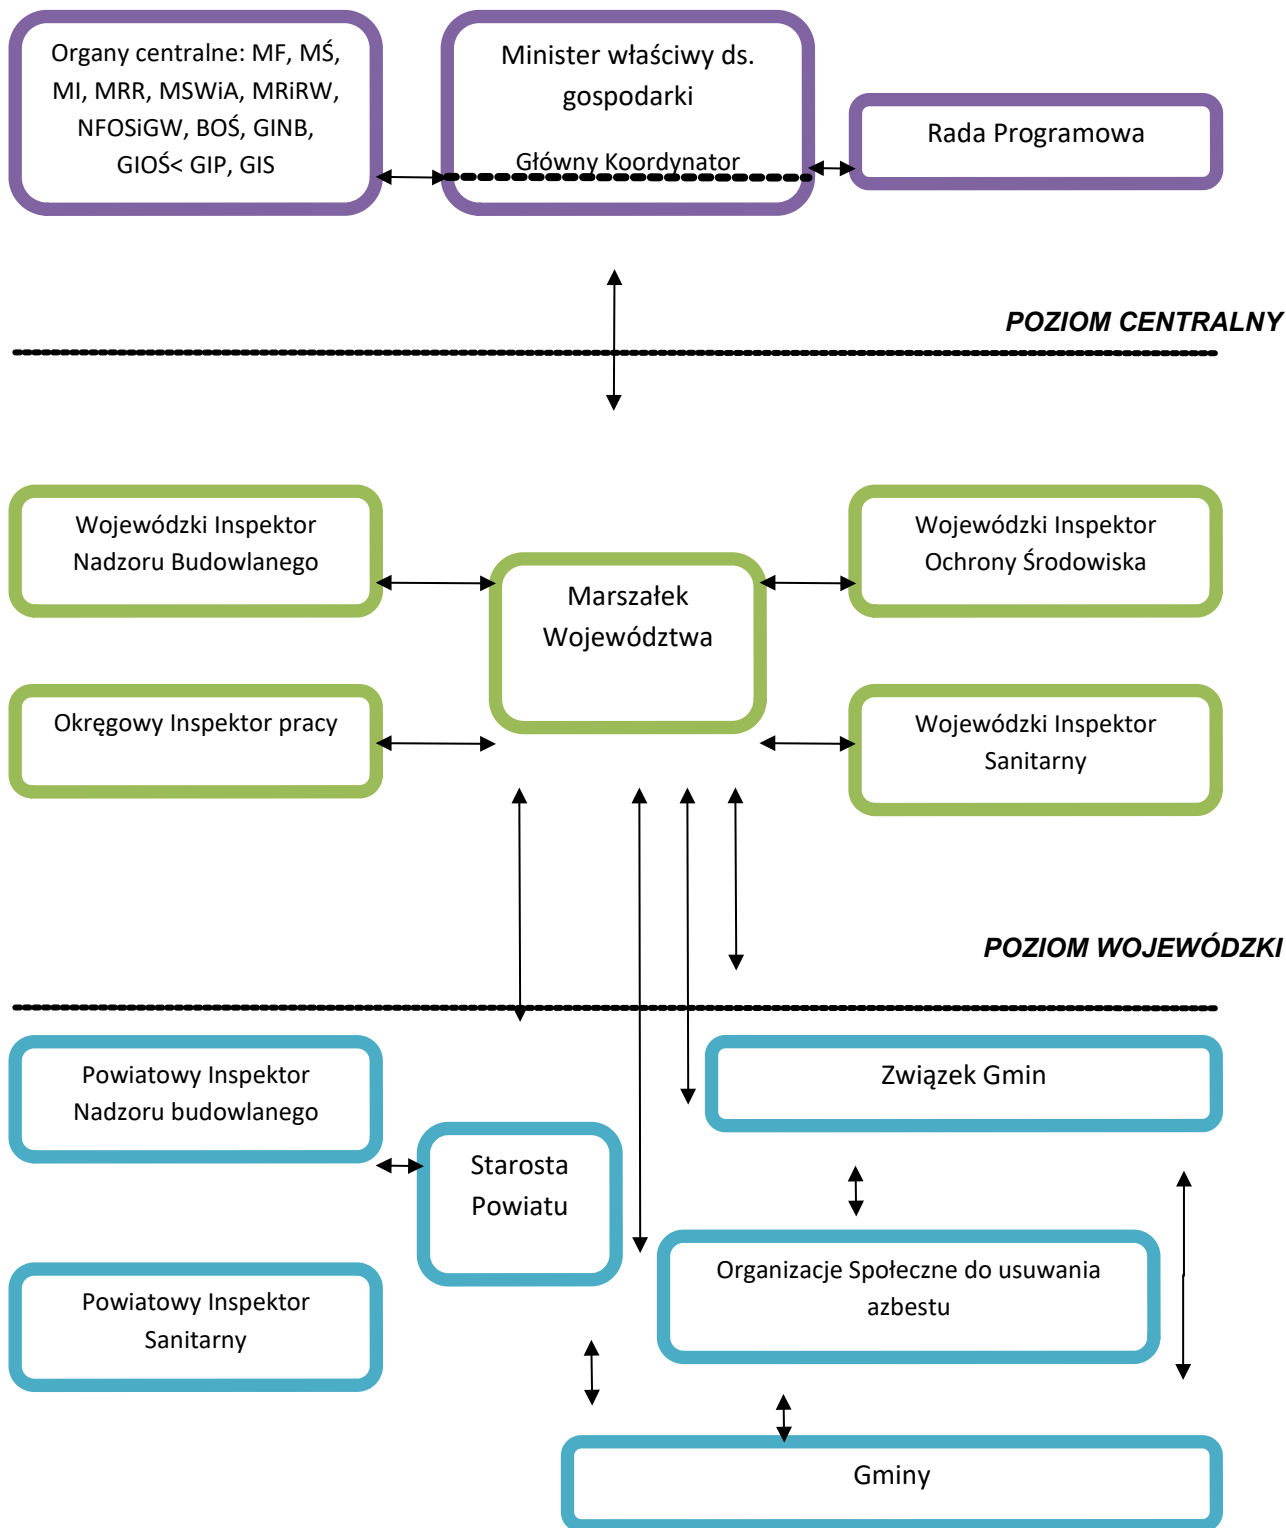 Organy centralne: MF, MŚ,
MI, MRR, MSWiA, MRiRW,
NFOSiGW, BOŚ, GINB,
GIOŚ< GIP, GIS
Minister właściwy ds.
gospodarki
Główny Koordynator
Rada Programowa
POZIOM CENTRALNY
Wojewódzki Inspektor
Nadzoru Budowlanego
Marszałek
Województwa
Wojewódzki Inspektor
Ochrony Środowiska
Okręgowy Inspektor pracy
Wojewódzki Inspektor
Sanitarny
POZIOM WOJEWÓDZKI
Powiatowy Inspektor
Nadzoru budowlanego
Związek Gmin
Starosta
Powiatu
Organizacje Społeczne do usuwania
azbestu
Powiatowy Inspektor
Sanitarny
Gminy